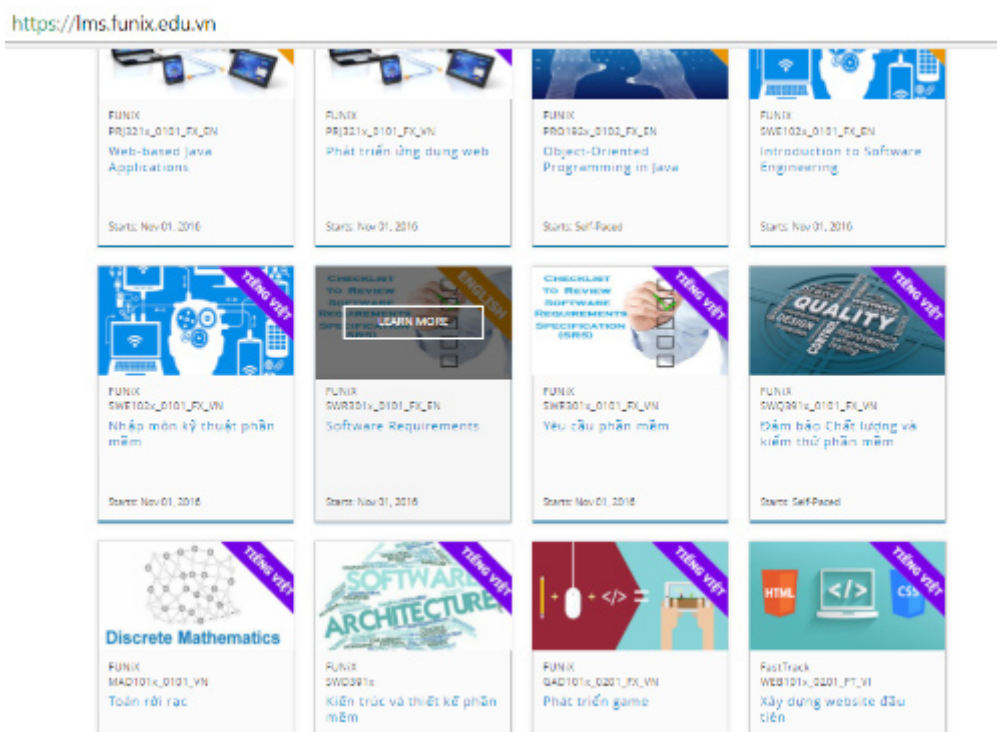 https://lms.funix.edu.vn
FUNiX
PRJ321x_0101_FX_EN
Web-based Java
Applications
Starts: Nov 01, 2016
FUNiX
PRJ321x_0101_FX_VN
Phát triển ứng dụng web
Starts: Nov 01, 2016
FUNiX
PRO192x_0102_FX_EN
Object-Oriented
Programming in Java
Starts: Self-Paced
FUNiX
SWE102x_0101_FX_EN
Introduction to Software
Engineering
Starts: Nov 01, 2016
TIẾNG VIỆT
FUNiX
SWE102x_0101_FX_VN
Nhập môn kỹ thuật phần
mềm
Starts: Nov 01, 2016
CHECKLIST
TO REVIEW
SOFTWARE
ENGLISH
LEARN MORE
FUNiX
SWR301x_0101_FX_EN
Software Requirements
Starts: Nov 01, 2016
CHECKLIST
TO REVIEW
SOFTWARE
REQUIREMENTS
SPECIFICATION
(SRS)
TIẾNG VIỆT
FUNiX
SWR301x_0101_FX_VN
Yêu cầu phần mềm
Starts: Nov 01, 2016
QUALITY
DESIGN
CONTROL
improvement
TIẾNG VIỆT
FUNiX
SWQ391x_0101_FX_VN
Đảm bảo Chất lượng và
kiểm thử phần mềm
Starts: Self-Paced
TIẾNG VIỆT
Discrete Mathematics
FUNiX
MAD101x_0101_VN
Toán rời rạc
SOFTWARE
ARCHITECTURE
TIẾNG VIỆT
FUNiX
SWD391x
Kiến trúc và thiết kế phần
mềm
+ + </> =
TIẾNG VIỆT
FUNiX
GAD101x_0201_FX_VN
Phát triển game
HTML
</>
CSS
TIẾNG VIỆT
FastTrack
WEB101x_0201_FT_VI
Xây dựng website đầu
tiên